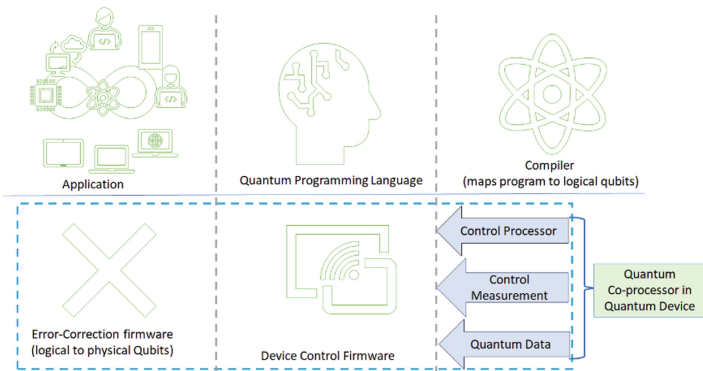 Application
Quantum Programming Language
Compiler
(maps program to logical qubits)
Error-Correction firmware
(logical to physical Qubits)
Device Control Firmware
Control Processor
Control
Measurement
Quantum Data
Quantum
Co-processor in
Quantum Device